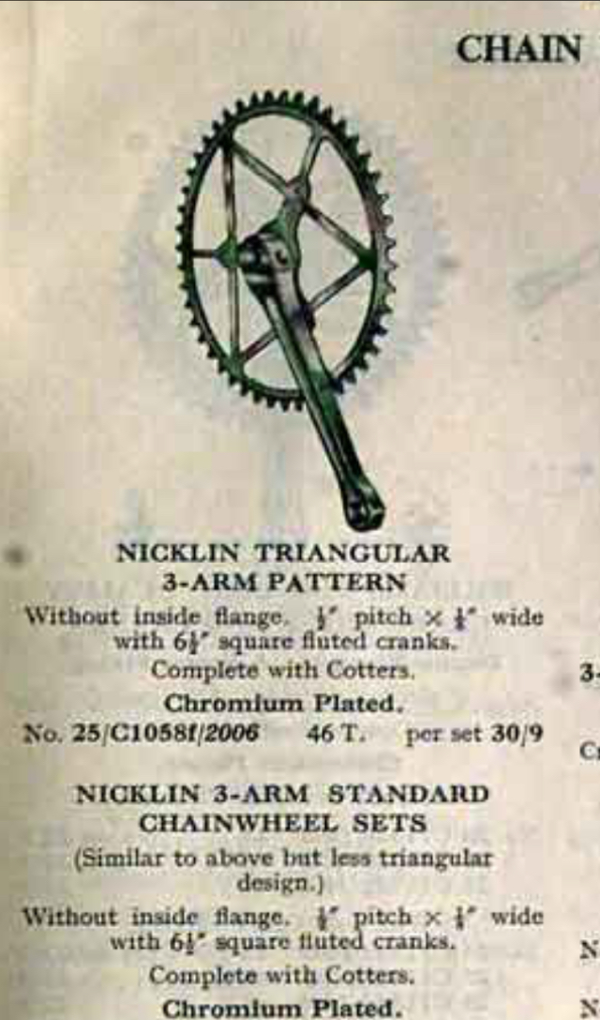 CHAIN
NICKLIN TRIANGULAR
3-ARM PATTERN
Without inside flange. ½″ pitch × ⅛″ wide
with 6½″ square fluted cranks.
Complete with Cotters.
Chromium Plated.
No. 25/C1058f/2006 46 T. per set 30/9
NICKLIN 3-ARM STANDARD
CHAINWHEEL SETS
(Similar to above but less triangular
design.)
Without inside flange. ½″ pitch × ⅛″ wide
with 6½″ square fluted cranks.
Complete with Cotters.
Chromium Plated.
3-